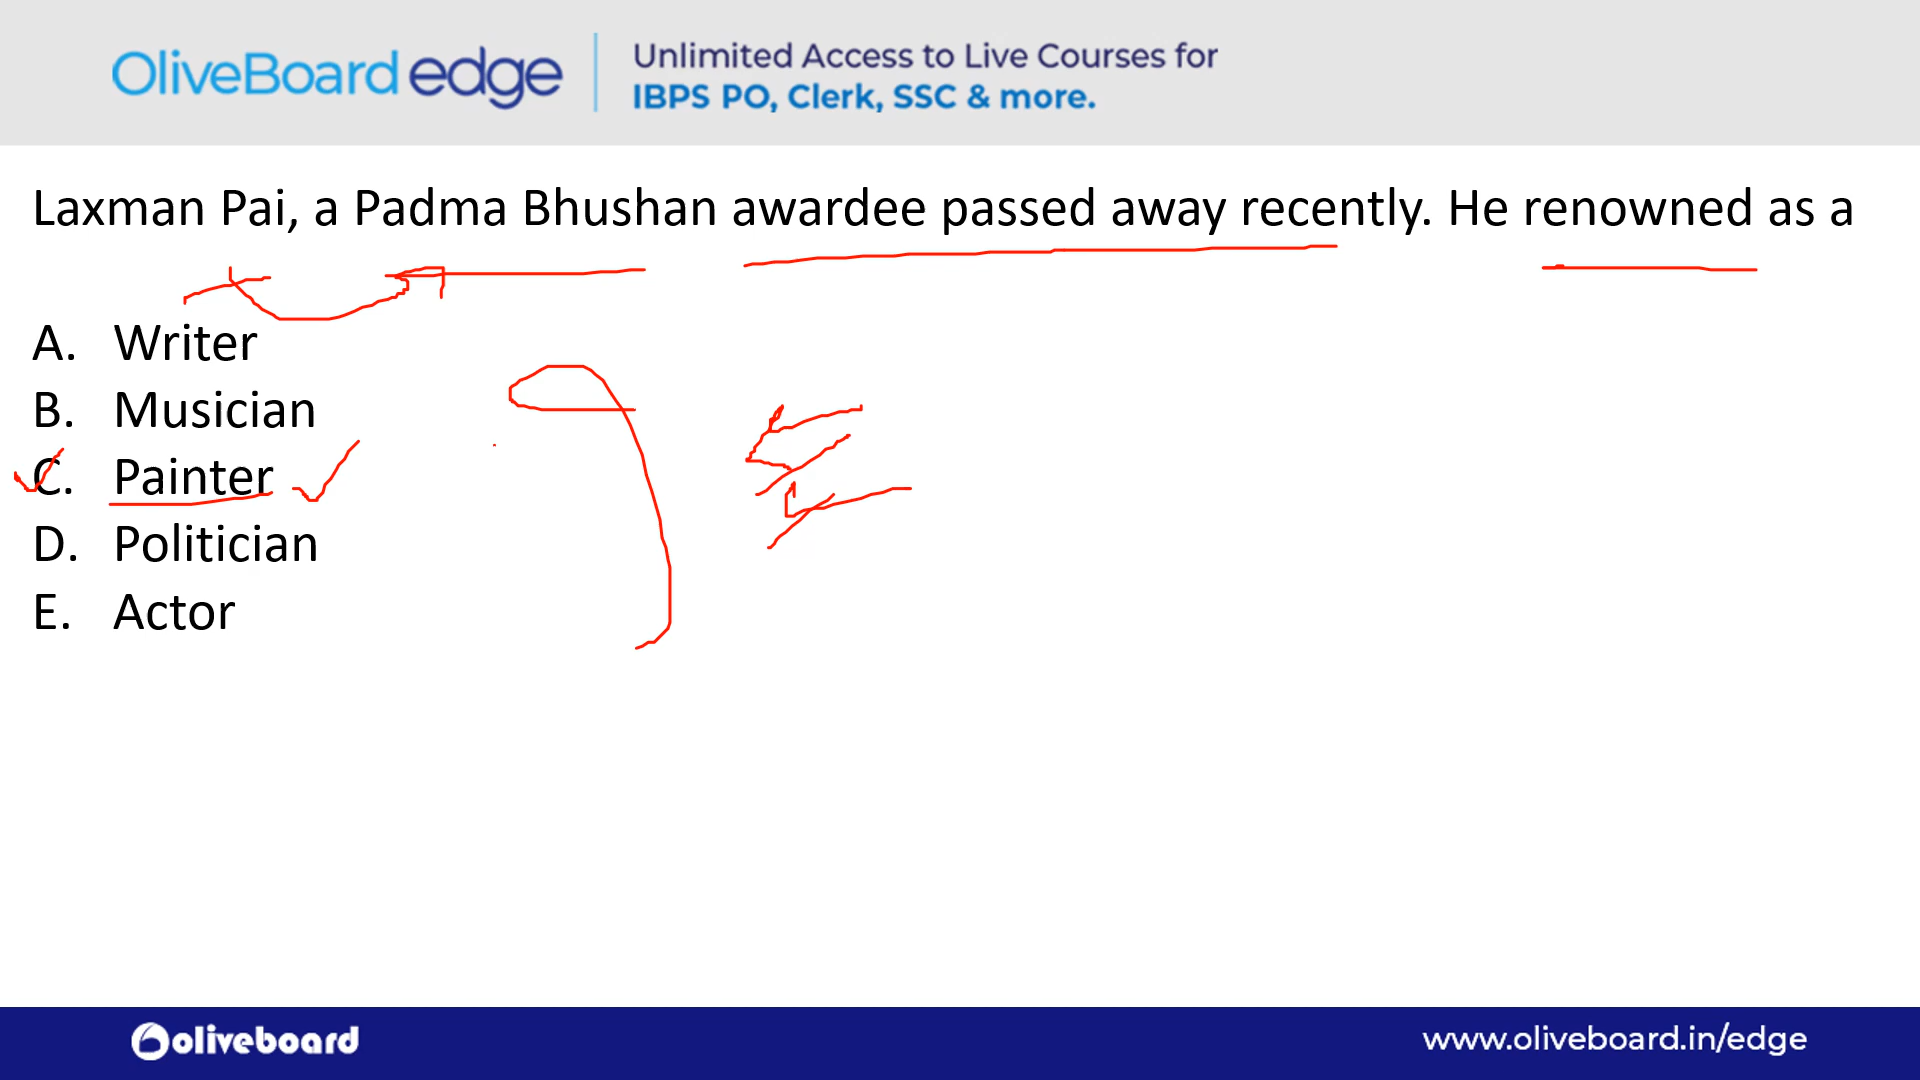 OliveBoard edge
Unlimited Access to Live Courses for
IBPS PO, Clerk, SSC & more.
Laxman Pai, a Padma Bhushan awardee passed away recently. He renowned as a
A. Writer
B. Musician
C. Painter
D. Politician
E. Actor
oliveboard
www.oliveboard.in/edge